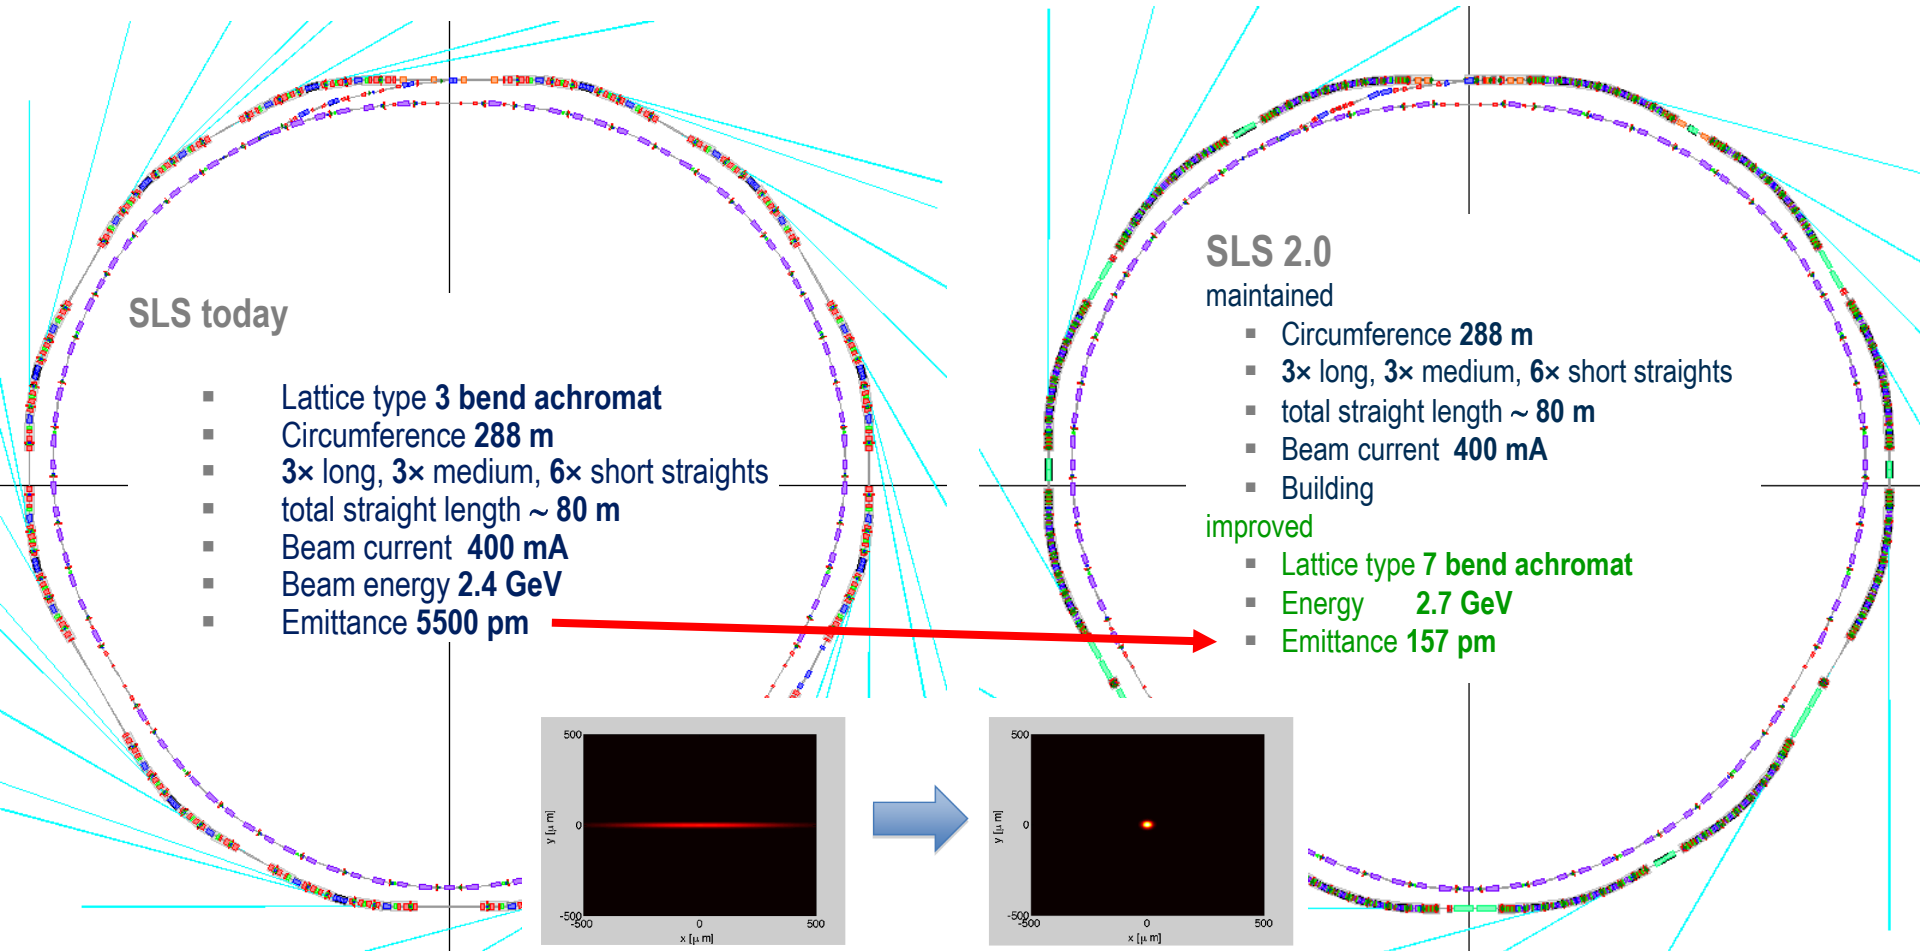 SLS today
▪ Lattice type 3 bend achromat
▪ Circumference 288 m
▪ 3× long, 3× medium, 6× short straights
▪ total straight length ~ 80 m
▪ Beam current 400 mA
▪ Beam energy 2.4 GeV
▪ Emittance 5500 pm
SLS 2.0
maintained
▪ Circumference 288 m
▪ 3× long, 3× medium, 6× short straights
▪ total straight length ~ 80 m
▪ Beam current 400 mA
▪ Building
improved
▪ Lattice type 7 bend achromat
▪ Energy 2.7 GeV
▪ Emittance 157 pm
500
y [μ m]
0
-500
-500 0 500
x [μ m]
500
y [μ m]
0
-500
-500 0 500
x [μ m]